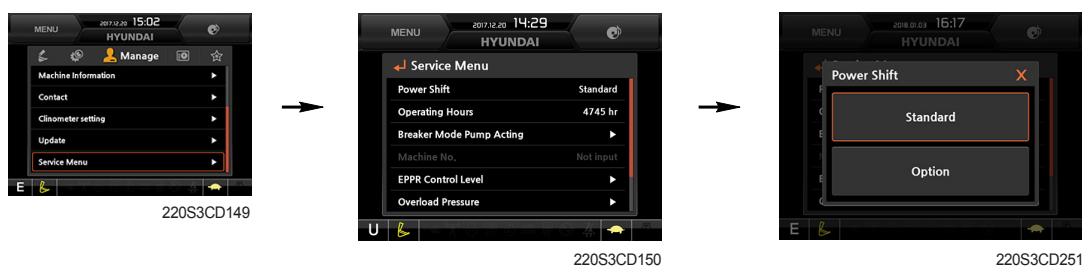 MENU
2017.12.20 15:02
HYUNDAI
Manage
Machine Information
Contact
Clinometer setting
Update
Service Menu
E
220S3CD149
MENU
2017.12.20 14:29
HYUNDAI
Service Menu
Power Shift Standard
Operating Hours 4745 hr
Breaker Mode Pump Acting
Machine No. Not input
EPPR Control Level
Overload Pressure
U
220S3CD150
MENU
2018.01.03 16:17
HYUNDAI
Power Shift X
Standard
Option
E
220S3CD251